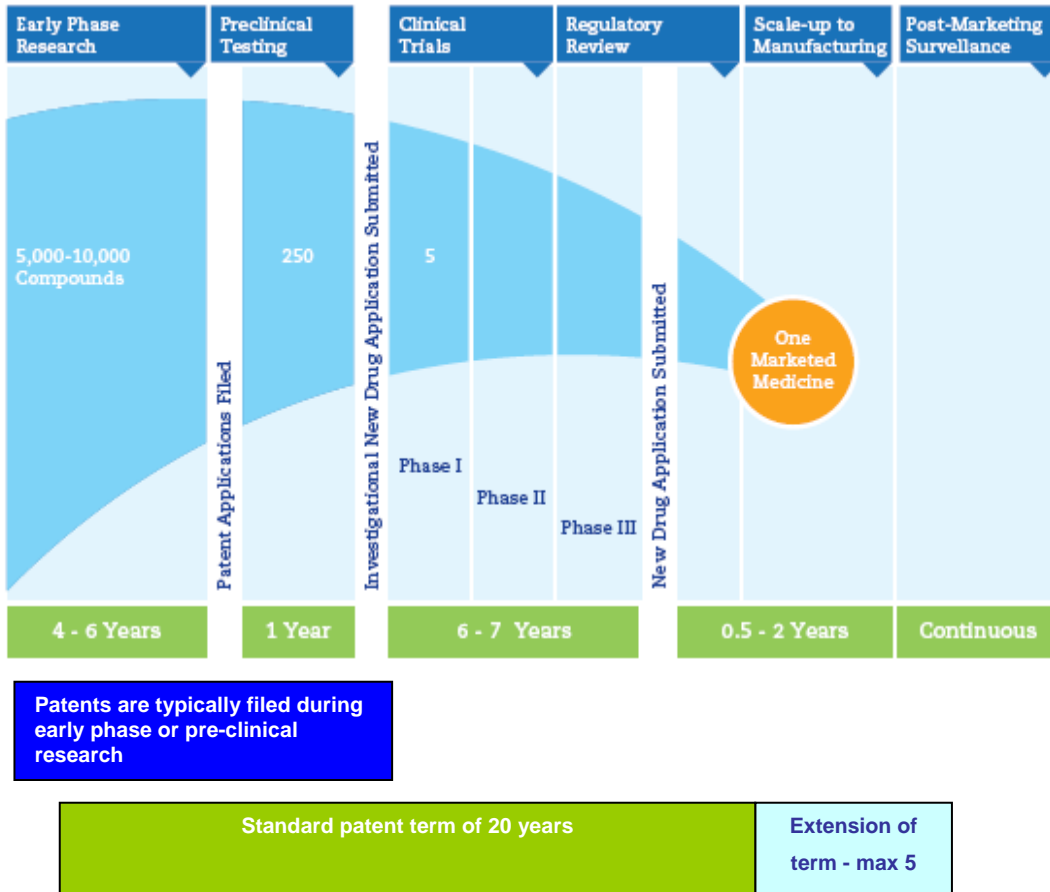 Early Phase
Research
Preclinical
Testing
Clinical
Trials
Regulatory
Review
Scale-up to
Manufacturing
Post-Marketing
Survellance
5,000-10,000
Compounds
Patent Applications Filed
250
Investigational New Drug Application Submitted
5
Phase I
Phase II
Phase III
New Drug Application Submitted
One
Marketed
Medicine
4 - 6 Years
1 Year
6 - 7 Years
0.5 - 2 Years
Continuous
Patents are typically filed during
early phase or pre-clinical
research
Standard patent term of 20 years
Extension of
term - max 5